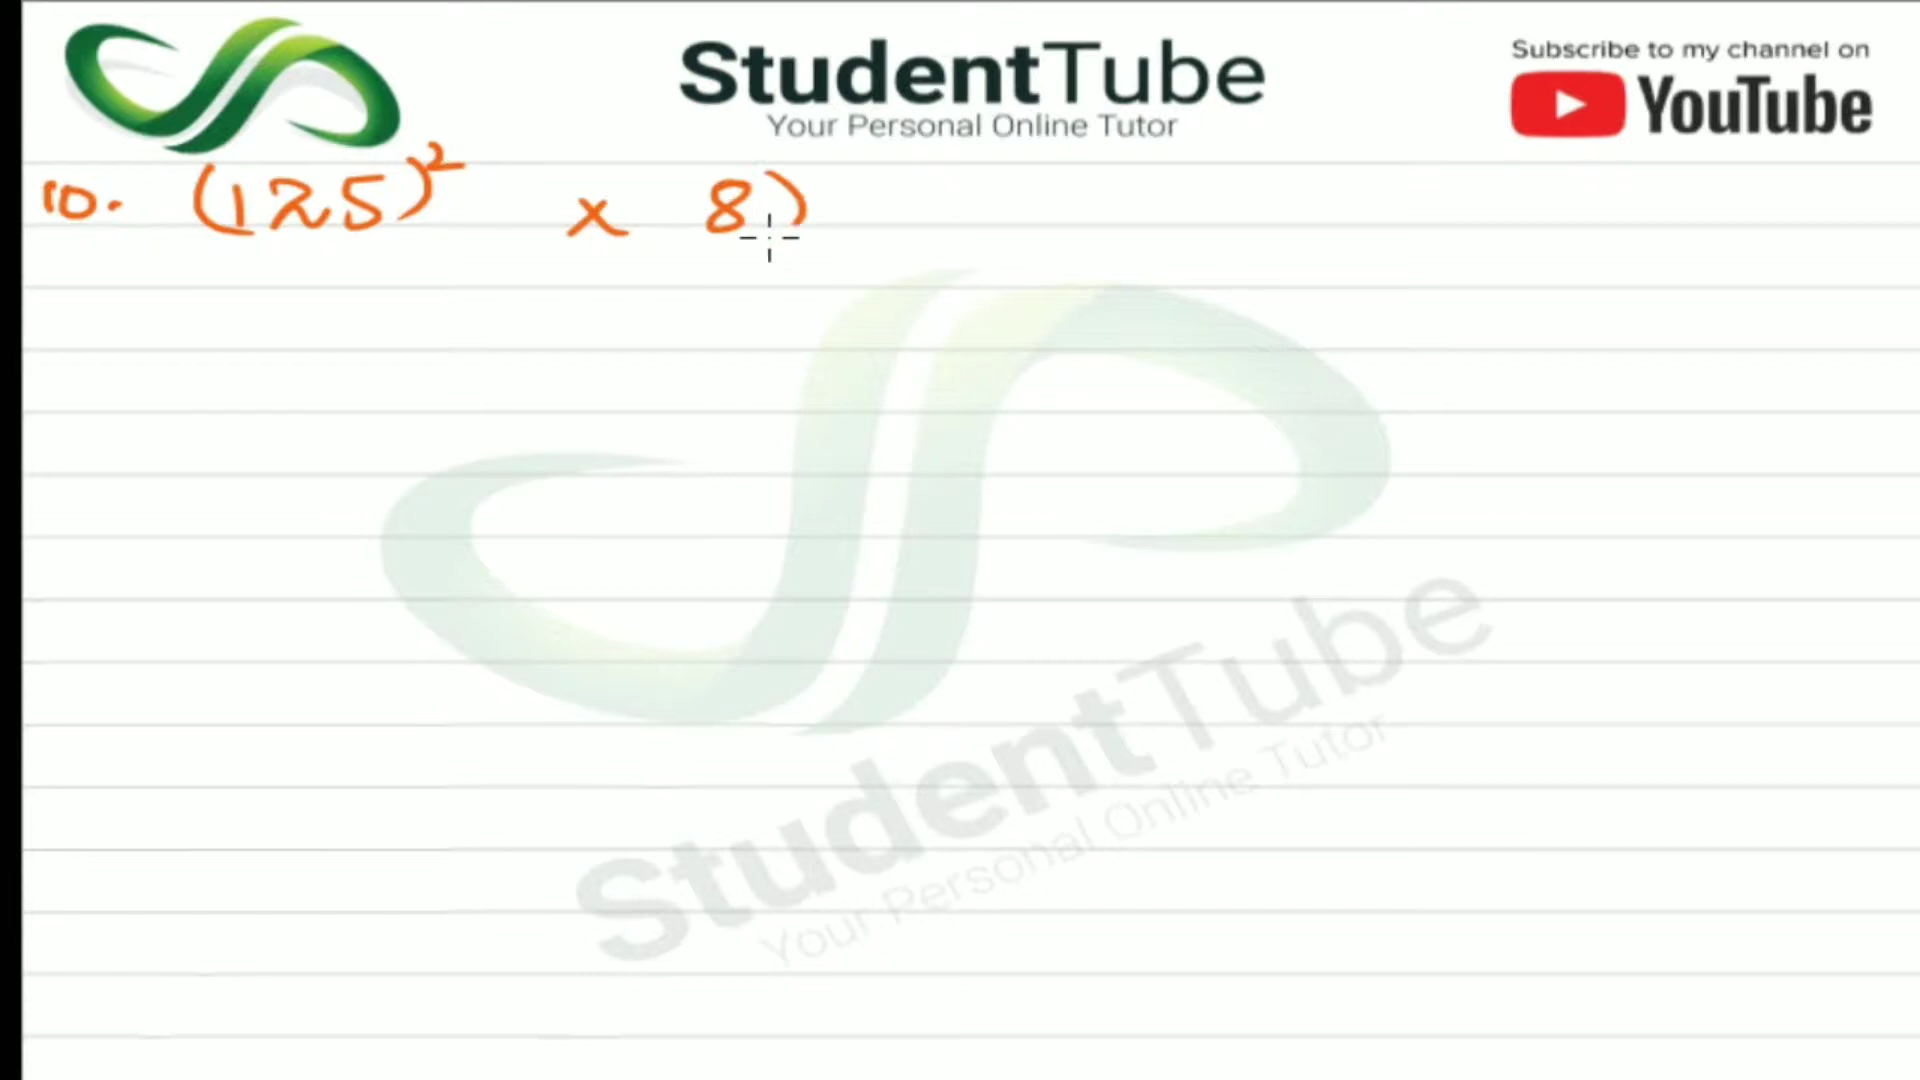 StudentTube
Your Personal Online Tutor
Subscribe to my channel on
YouTube
10. (125)² x 8)
StudentTube
Your Personal Online Tutor